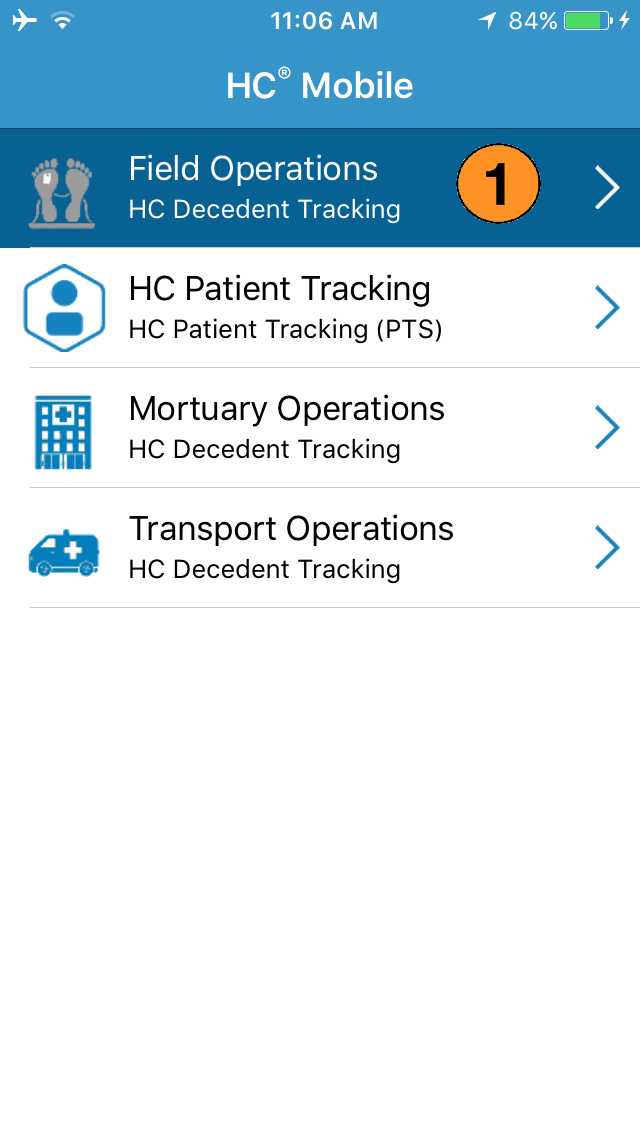 11:06 AM 84%
HC® Mobile
Field Operations
HC Decedent Tracking
1
HC Patient Tracking
HC Patient Tracking (PTS)
Mortuary Operations
HC Decedent Tracking
Transport Operations
HC Decedent Tracking